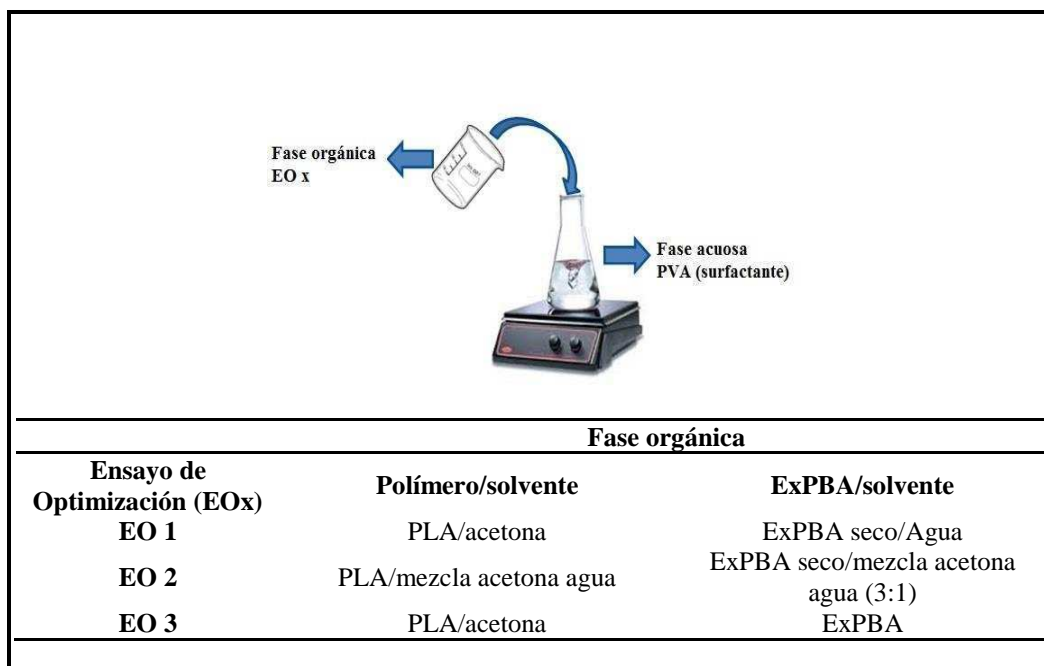 Fase orgánica
EO x
Fase acuosa
PVA (surfactante)
Fase orgánica
Ensayo de
Optimización (EOx)
Polímero/solvente
ExPBA/solvente
EO 1
PLA/acetona
ExPBA seco/Agua
EO 2
PLA/mezcla acetona agua
ExPBA seco/mezcla acetona
agua (3:1)
EO 3
PLA/acetona
ExPBA